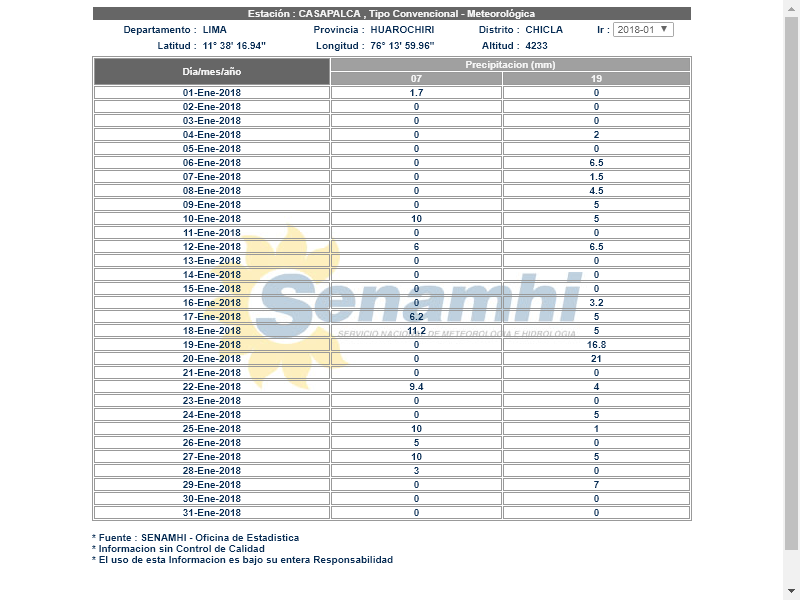 Estación : CASAPALCA , Tipo Convencional - Meteorológica
Departamento : LIMA Provincia : HUAROCHIRI Distrito : CHICLA Ir : 2018-01
Latitud : 11° 38' 16.94" Longitud : 76° 13' 59.96" Altitud : 4233
Dia/mes/año Precipitacion (mm)
07 19
01-Ene-2018 1.7 0
02-Ene-2018 0 0
03-Ene-2018 0 0
04-Ene-2018 0 2
05-Ene-2018 0 0
06-Ene-2018 0 6.5
07-Ene-2018 0 1.5
08-Ene-2018 0 4.5
09-Ene-2018 0 5
10-Ene-2018 10 5
11-Ene-2018 0 0
12-Ene-2018 6 6.5
13-Ene-2018 0 0
14-Ene-2018 0 0
15-Ene-2018 0 0
16-Ene-2018 0 3.2
17-Ene-2018 6.2 5
18-Ene-2018 11.2 5
19-Ene-2018 0 16.8
20-Ene-2018 0 21
21-Ene-2018 0 0
22-Ene-2018 9.4 4
23-Ene-2018 0 0
24-Ene-2018 0 5
25-Ene-2018 10 1
26-Ene-2018 5 0
27-Ene-2018 10 5
28-Ene-2018 3 0
29-Ene-2018 0 7
30-Ene-2018 0 0
31-Ene-2018 0 0
Senamhi
SERVICIO NACIONAL DE METEOROLOGIA E HIDROLOGIA
* Fuente : SENAMHI - Oficina de Estadistica
* Informacion sin Control de Calidad
* El uso de esta Informacion es bajo su entera Responsabilidad